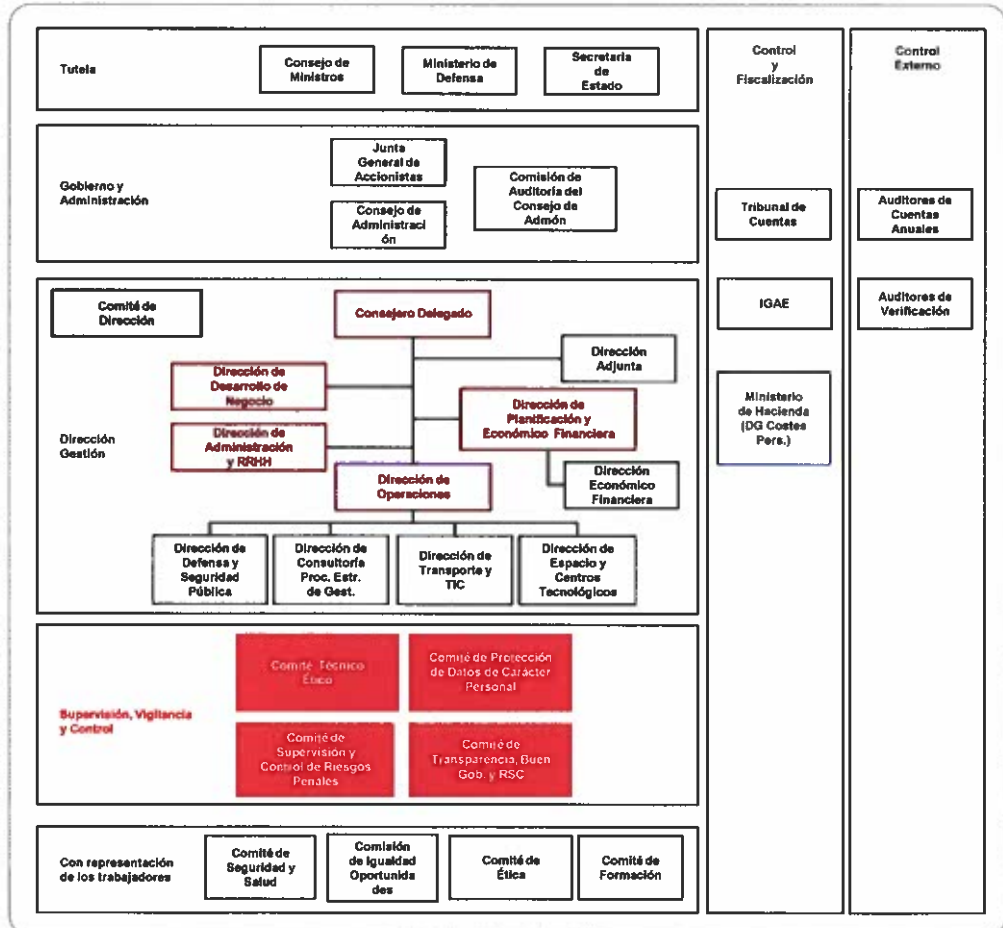 Tutela
Consejo de
Ministros
Ministerio de
Defensa
Secretaria
de
Estado
Control
y
Fiscalización
Control
Externo
Gobierno y
Administración
Junta
General de
Accionistas
Consejo de
Administraci
ón
Comisión de
Auditoría del
Consejo de
Admón
Tribunal de
Cuentas
Auditores de
Cuentas
Anuales
Comité de
Dirección
Consejero Delegado
IGAE
Auditores de
Verificación
Dirección
Adjunta
Dirección de
Desarrollo de
Negocio
Dirección de
Planificación y
Económico Financiera
Ministerio
de Hacienda
(DG Costes
Pers.)
Dirección
Gestión
Dirección de
Administración
y RRHH
Dirección de
Operaciones
Dirección
Económico
Financiera
Dirección de
Defensa y
Seguridad
Pública
Dirección de
Consultoría
Proc. Estr.
de Gest.
Dirección de
Transporte y
TIC
Dirección de
Espacio y
Centros
Tecnológicos
Supervisión, Vigilancia
y Control
Comité Técnico
Ético
Comité de Protección
de Datos de Carácter
Personal
Comité de
Supervisión y
Control de Riesgos
Penales
Comité de
Transparencia, Buen
Gob. y RSC
Con representación
de los trabajadores
Comité de
Seguridad y
Salud
Comisión
de Igualdad
Oportunida
des
Comité de
Ética
Comité de
Formación